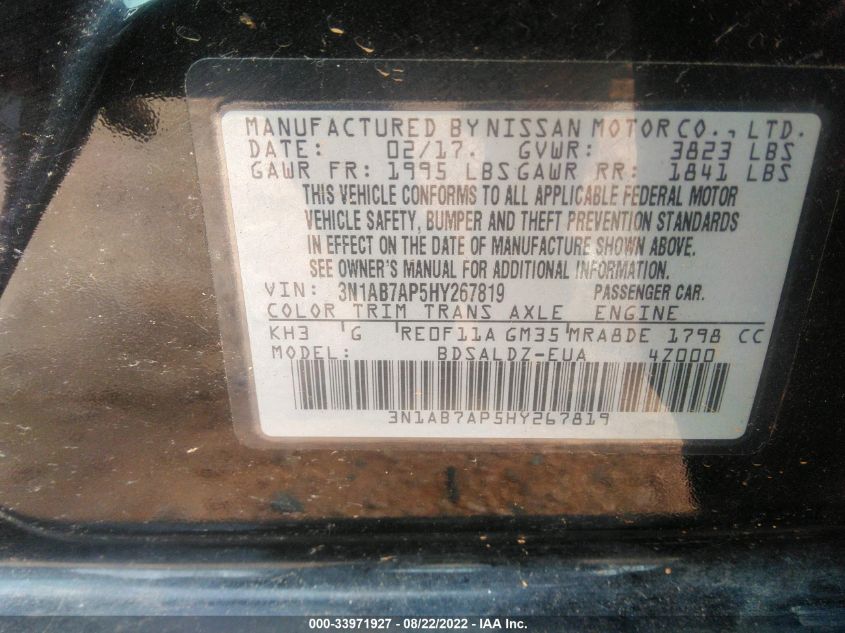 MANUFACTURED BY NISSAN MOTOR CO., LTD.
DATE: 02/17. GVWR: 3823 LBS
GAWR FR: 1995 LBS GAWR RR: 1841 LBS
THIS VEHICLE CONFORMS TO ALL APPLICABLE FEDERAL MOTOR
VEHICLE SAFETY, BUMPER AND THEFT PREVENTION STANDARDS
IN EFFECT ON THE DATE OF MANUFACTURE SHOWN ABOVE.
SEE OWNER'S MANUAL FOR ADDITIONAL INFORMATION.
VIN: 3N1AB7AP5HY267819 PASSENGER CAR.
COLOR TRIM TRANS AXLE ENGINE
KH3 G RE0F11A GM35 MRA8DE 1798 CC
MODEL: BDSALDZ-EUA 4Z000
3N1AB7AP5HY267819
000-33971927 - 08/22/2022 - IAA Inc.